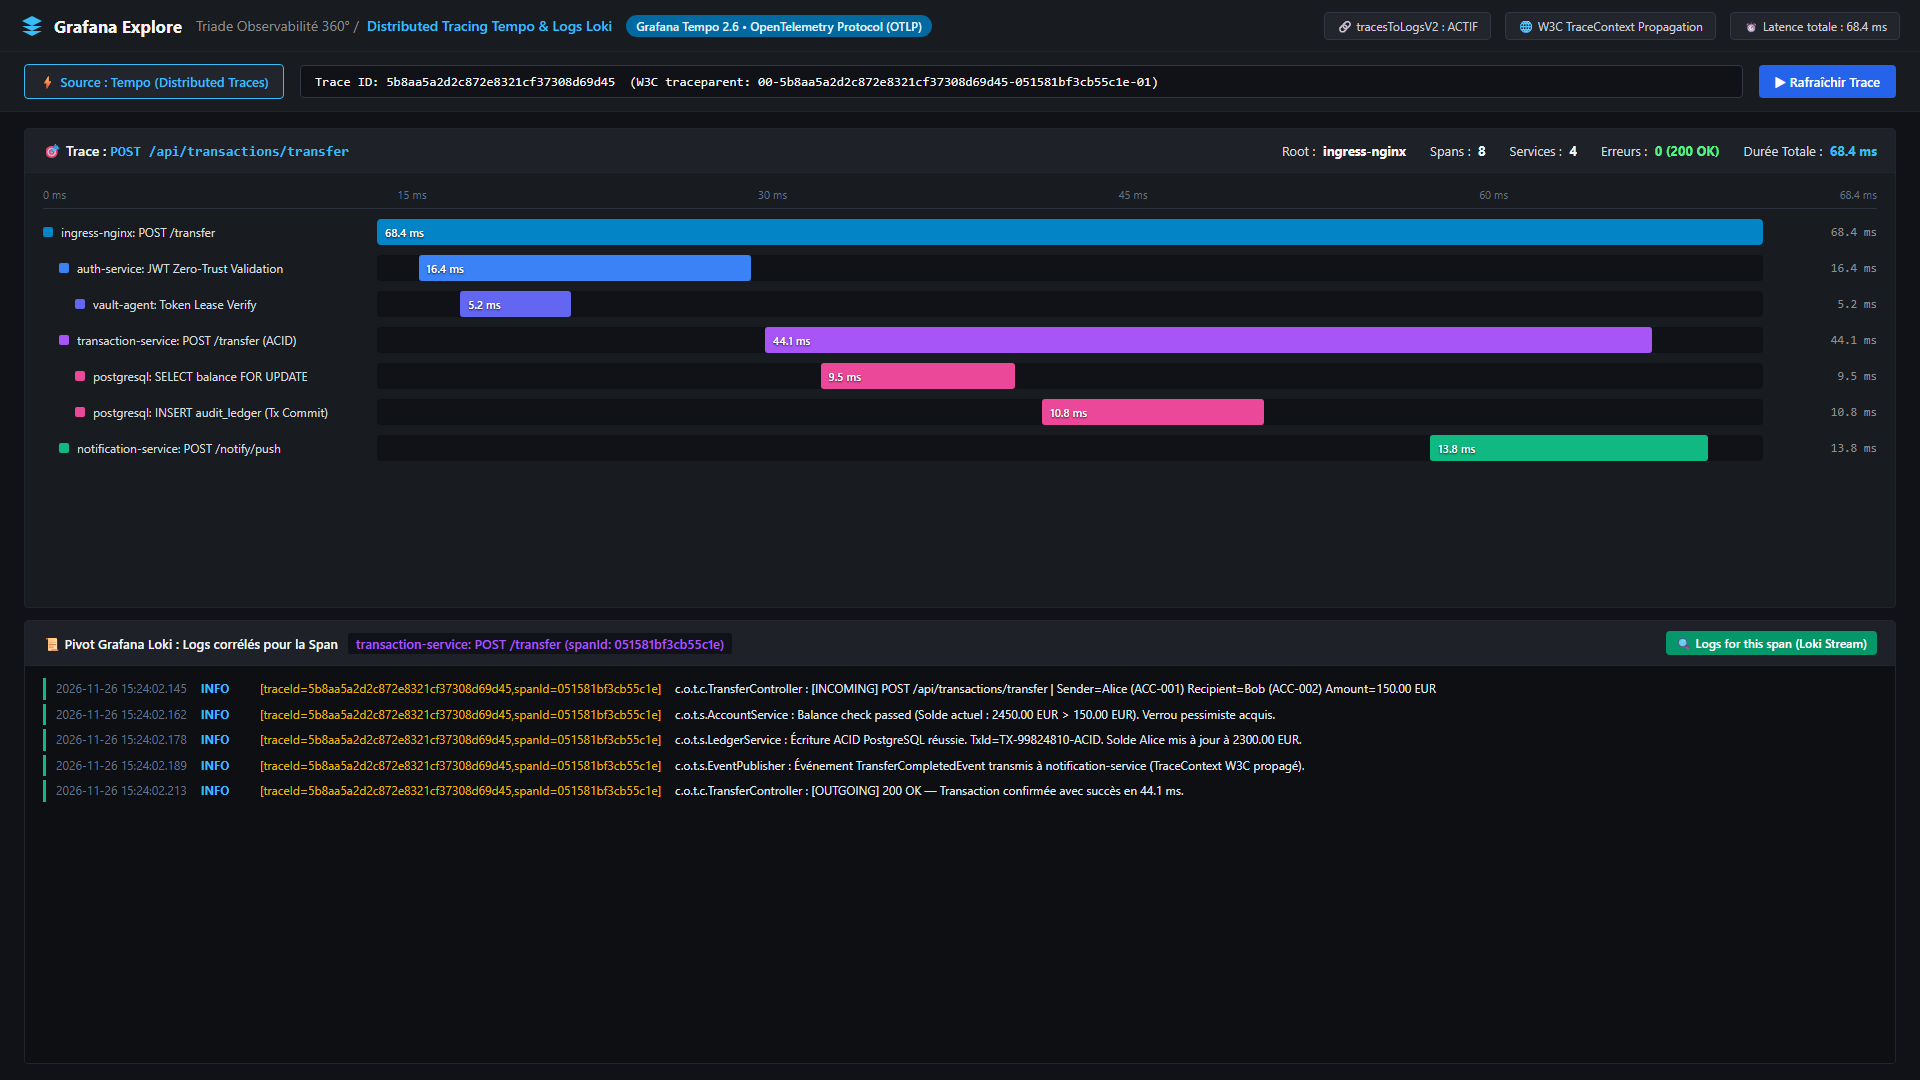 Grafana Explore Triade Observabilité 360° / Distributed Tracing Tempo & Logs Loki Grafana Tempo 2.6 • OpenTelemetry Protocol (OTLP) tracesToLogsV2 : ACTIF W3C TraceContext Propagation Latence totale : 68.4 ms
Source : Tempo (Distributed Traces) Trace ID: 5b8aa5a2d2c872e8321cf37308d69d45 (W3C traceparent: 00-5b8aa5a2d2c872e8321cf37308d69d45-051581bf3cb55c1e-01) ▶ Rafraîchir Trace
Trace : POST /api/transactions/transfer Root : ingress-nginx Spans : 8 Services : 4 Erreurs : 0 (200 OK) Durée Totale : 68.4 ms
0 ms 15 ms 30 ms 45 ms 60 ms 68.4 ms
ingress-nginx: POST /transfer 68.4 ms 68.4 ms
auth-service: JWT Zero-Trust Validation 16.4 ms 16.4 ms
vault-agent: Token Lease Verify 5.2 ms 5.2 ms
transaction-service: POST /transfer (ACID) 44.1 ms 44.1 ms
postgresql: SELECT balance FOR UPDATE 9.5 ms 9.5 ms
postgresql: INSERT audit_ledger (Tx Commit) 10.8 ms 10.8 ms
notification-service: POST /notify/push 13.8 ms 13.8 ms
Pivot Grafana Loki : Logs corrélés pour la Span transaction-service: POST /transfer (spanId: 051581bf3cb55c1e) Logs for this span (Loki Stream)
2026-11-26 15:24:02.145 INFO [traceId=5b8aa5a2d2c872e8321cf37308d69d45,spanId=051581bf3cb55c1e] c.o.t.c.TransferController : [INCOMING] POST /api/transactions/transfer | Sender=Alice (ACC-001) Recipient=Bob (ACC-002) Amount=150.00 EUR
2026-11-26 15:24:02.162 INFO [traceId=5b8aa5a2d2c872e8321cf37308d69d45,spanId=051581bf3cb55c1e] c.o.t.s.AccountService : Balance check passed (Solde actuel : 2450.00 EUR > 150.00 EUR). Verrou pessimiste acquis.
2026-11-26 15:24:02.178 INFO [traceId=5b8aa5a2d2c872e8321cf37308d69d45,spanId=051581bf3cb55c1e] c.o.t.s.LedgerService : Écriture ACID PostgreSQL réussie. TxId=TX-99824810-ACID. Solde Alice mis à jour à 2300.00 EUR.
2026-11-26 15:24:02.189 INFO [traceId=5b8aa5a2d2c872e8321cf37308d69d45,spanId=051581bf3cb55c1e] c.o.t.s.EventPublisher : Événement TransferCompletedEvent transmis à notification-service (TraceContext W3C propagé).
2026-11-26 15:24:02.213 INFO [traceId=5b8aa5a2d2c872e8321cf37308d69d45,spanId=051581bf3cb55c1e] c.o.t.c.TransferController : [OUTGOING] 200 OK — Transaction confirmée avec succès en 44.1 ms.